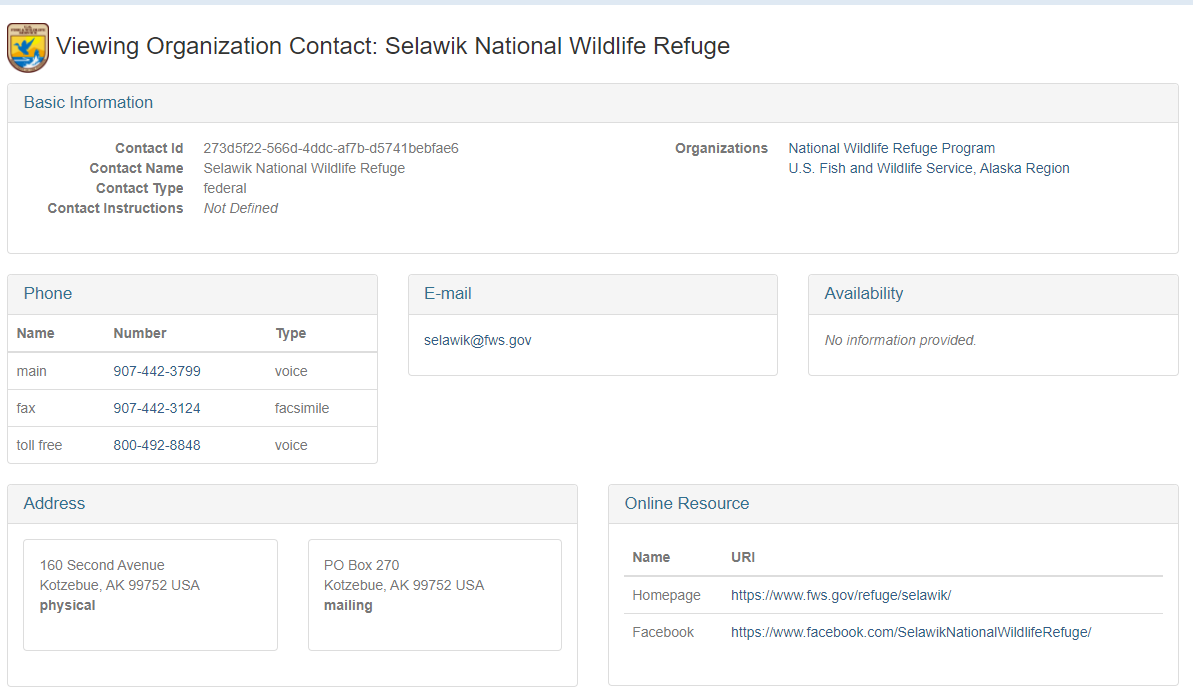 Viewing Organization Contact: Selawik National Wildlife Refuge
Basic Information
Contact Id 273d5f22-566d-4ddc-af7b-d5741bebfae6
Contact Name Selawik National Wildlife Refuge
Contact Type federal
Contact Instructions Not Defined
Organizations National Wildlife Refuge Program
U.S. Fish and Wildlife Service, Alaska Region
Phone
Name Number Type
main 907-442-3799 voice
fax 907-442-3124 facsimile
toll free 800-492-8848 voice
E-mail
selawik@fws.gov
Availability
No information provided.
Address
160 Second Avenue
Kotzebue, AK 99752 USA
physical
PO Box 270
Kotzebue, AK 99752 USA
mailing
Online Resource
Name URI
Homepage https://www.fws.gov/refuge/selawik/
Facebook https://www.facebook.com/SelawikNationalWildlifeRefuge/